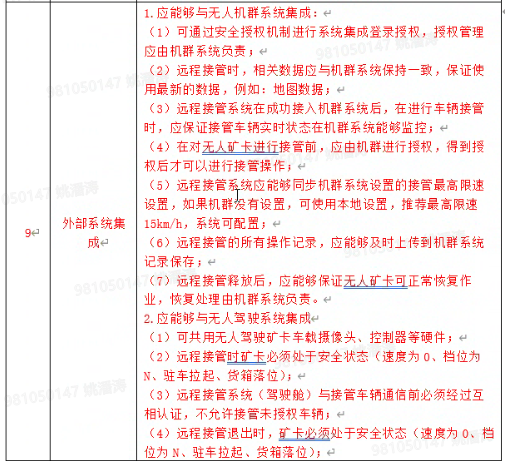 1.应能够与无人机群系统集成：
（1）可通过安全授权机制进行系统集成登录授权，授权管理
应由机群系统负责；
（2）远程接管时，相关数据应与机群系统保持一致，保证使
用最新的数据，例如：地图数据；
（3）远程接管系统在成功接入机群系统后，在进行车辆接管
时，应保证接管车辆实时状态在机群系统能够监控；
（4）在对无人矿卡进行接管前，应由机群进行授权，得到授
权后才可以进行接管操作；
（5）远程接管系统应能够同步机群系统设置的接管最高限速
设置，如果机群没有设置，可使用本地设置，推荐最高限速
15km/h，系统可配置；
（6）远程接管的所有操作记录，应能够及时上传到机群系统
记录保存；
（7）远程接管释放后，应能够保证无人矿卡可正常恢复作
业，恢复处理由机群系统负责。
9
外部系统集
成
2.应能够与无人驾驶系统集成
（1）可共用无人驾驶矿卡车载摄像头、控制器等硬件；
（2）远程接管时矿卡必须处于安全状态（速度为 0、档位为
N、驻车拉起、货箱落位）；
（3）远程接管系统（驾驶舱）与接管车辆通信前必须经过互
相认证，不允许接管未授权车辆；
（4）远程接管退出时，矿卡必须处于安全状态（速度为 0、档
位为 N、驻车拉起、货箱落位）；
981050147 姚瀚涛